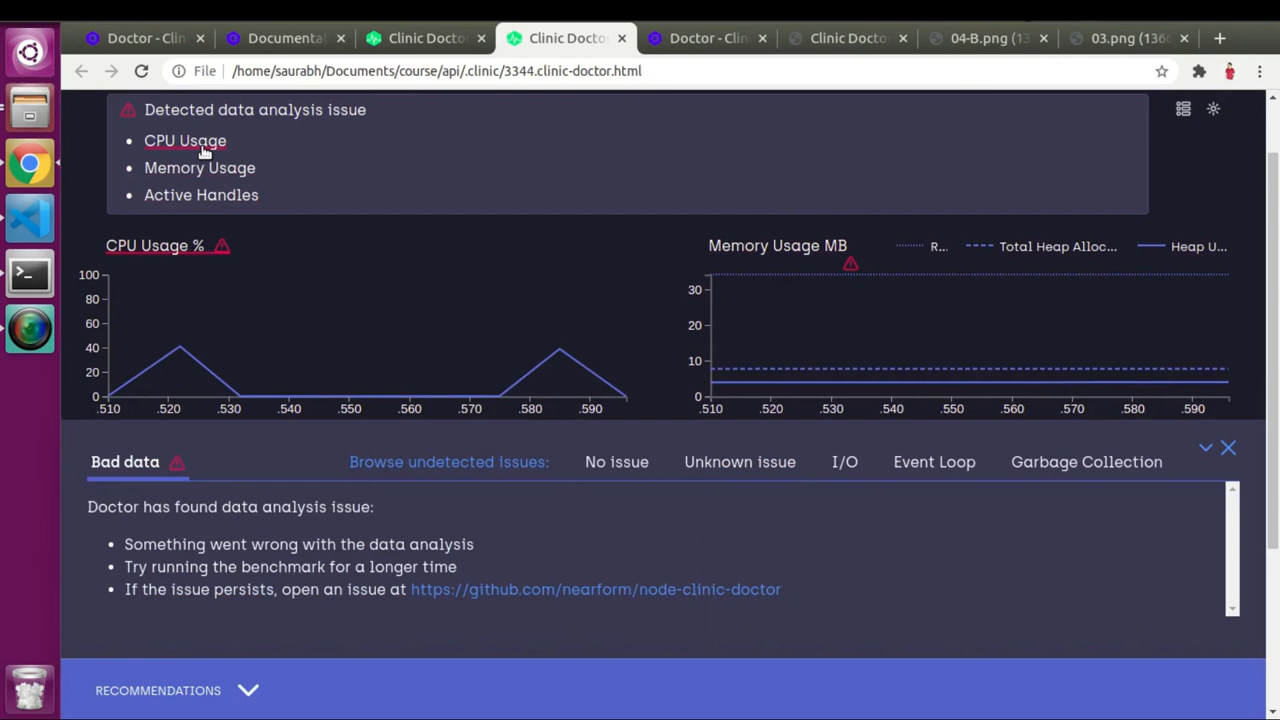 Doctor - Clin
Documentat
Clinic Docto
Clinic Docto
Doctor - Clin
Clinic Docto
04-B.png (13
03.png (136
File
/home/saurabh/Documents/course/api/.clinic/3344.clinic-doctor.html
Detected data analysis issue
• CPU Usage
• Memory Usage
• Active Handles
CPU Usage %
100
80
60
40
20
0
.510 .520 .530 .540 .550 .560 .570 .580 .590
Memory Usage MB
R...
Total Heap Alloc...
Heap U...
30
20
10
0
.510 .520 .530 .540 .550 .560 .570 .580 .590
Bad data
Browse undetected issues:
No issue
Unknown issue
I/O
Event Loop
Garbage Collection
Doctor has found data analysis issue:
• Something went wrong with the data analysis
• Try running the benchmark for a longer time
• If the issue persists, open an issue at https://github.com/nearform/node-clinic-doctor
RECOMMENDATIONS